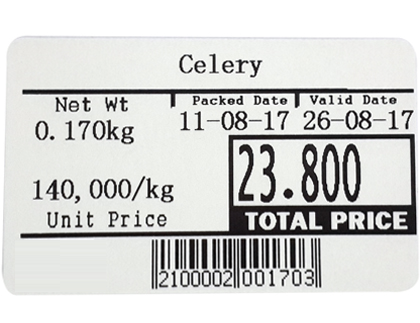 Celery
Net Wt Packed Date Valid Date
0.170kg 11-08-17 26-08-17
140,000/kg 23.800
Unit Price TOTAL PRICE
2100002 001703